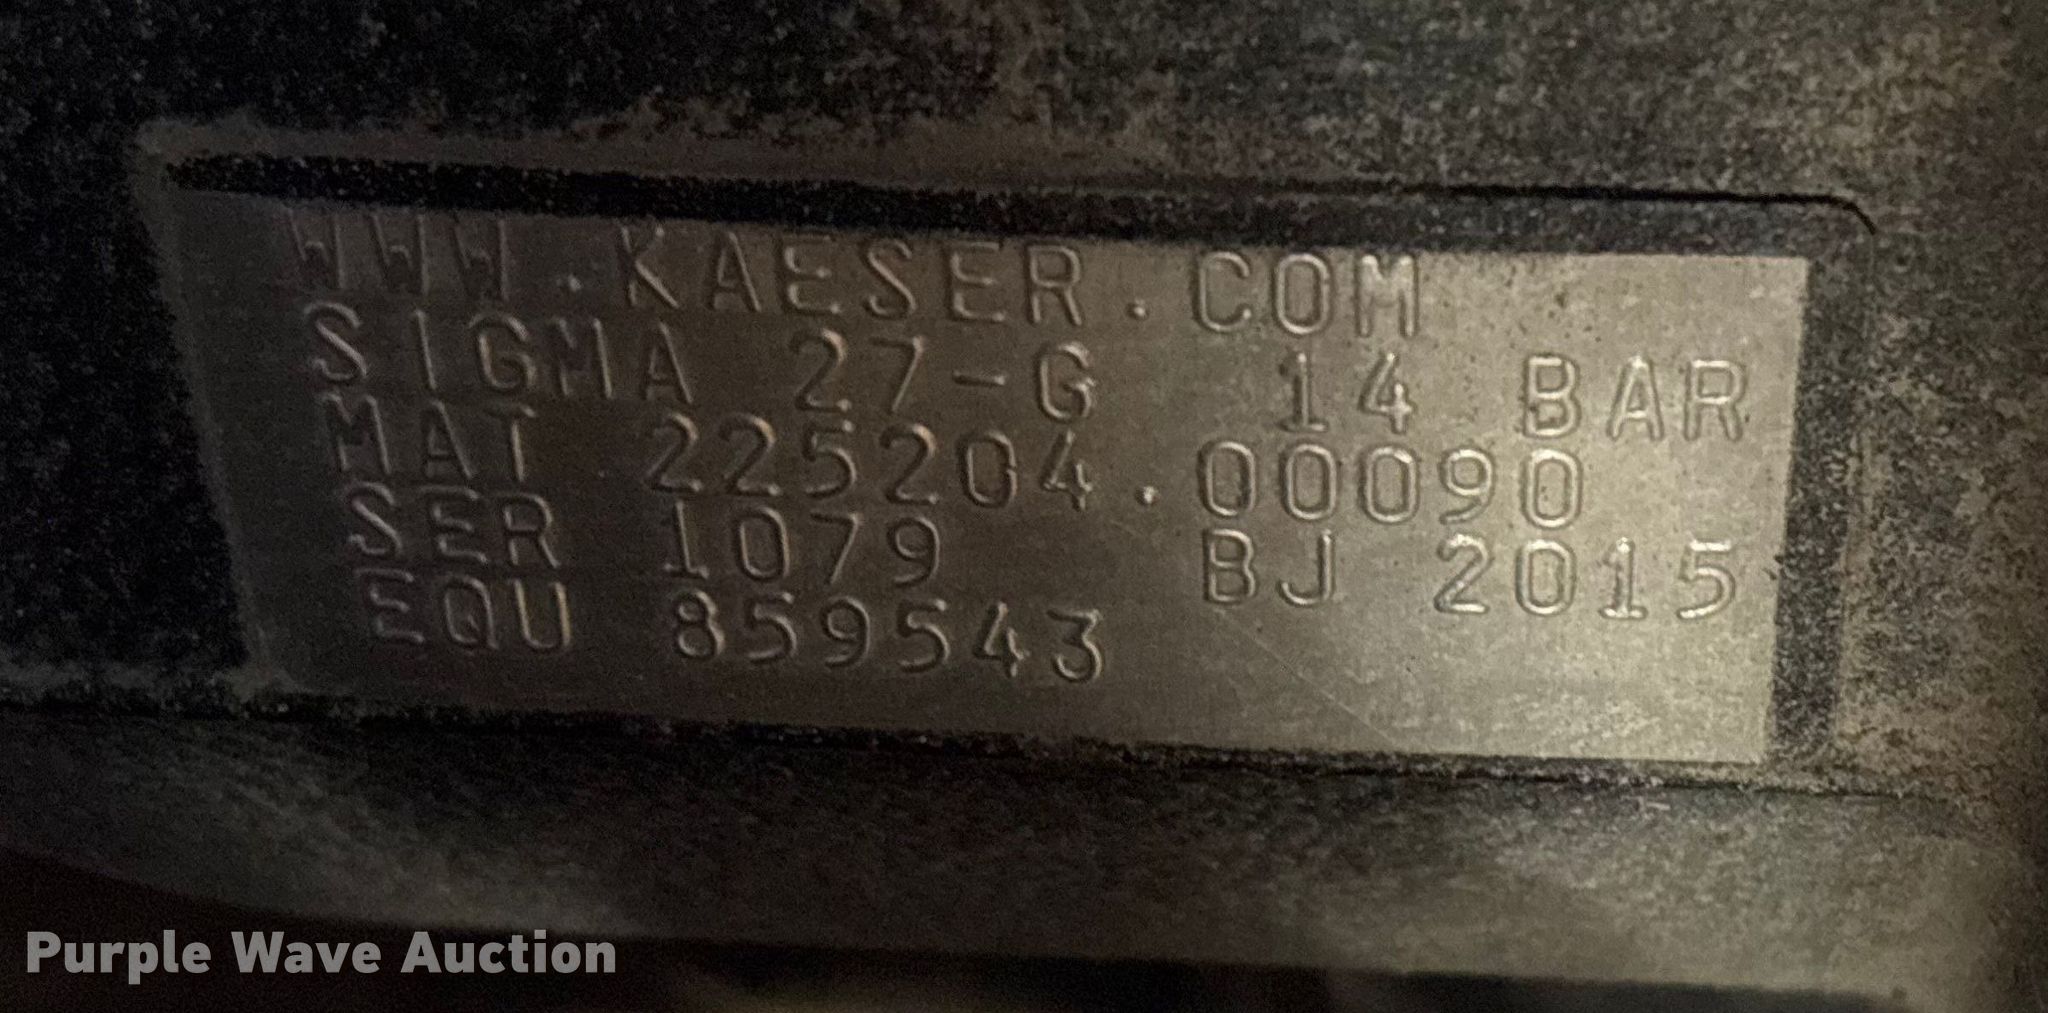 WWW.KAESER.COM
SIGMA 27-G 14 BAR
MAT 225204.00090
SER 1079 BJ 2015
EQU 859543
Purple Wave Auction